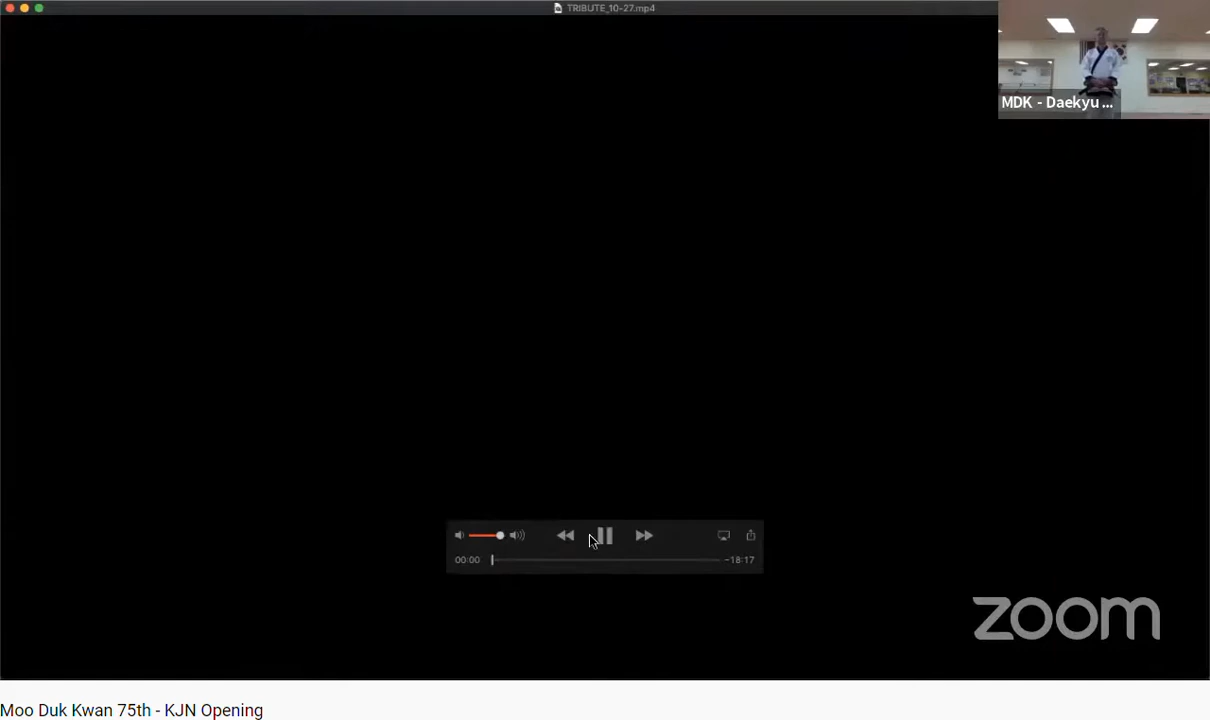 TRIBUTE_10-27.mp4
MDK - Daekyu ...
00:00
-18:17
zoom
Moo Duk Kwan 75th - KJN Opening